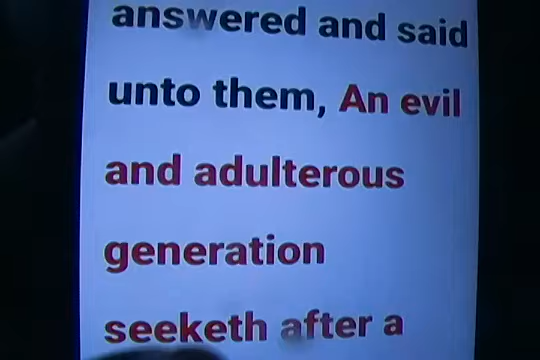 answered and said
unto them, An evil
and adulterous
generation
seeketh after a